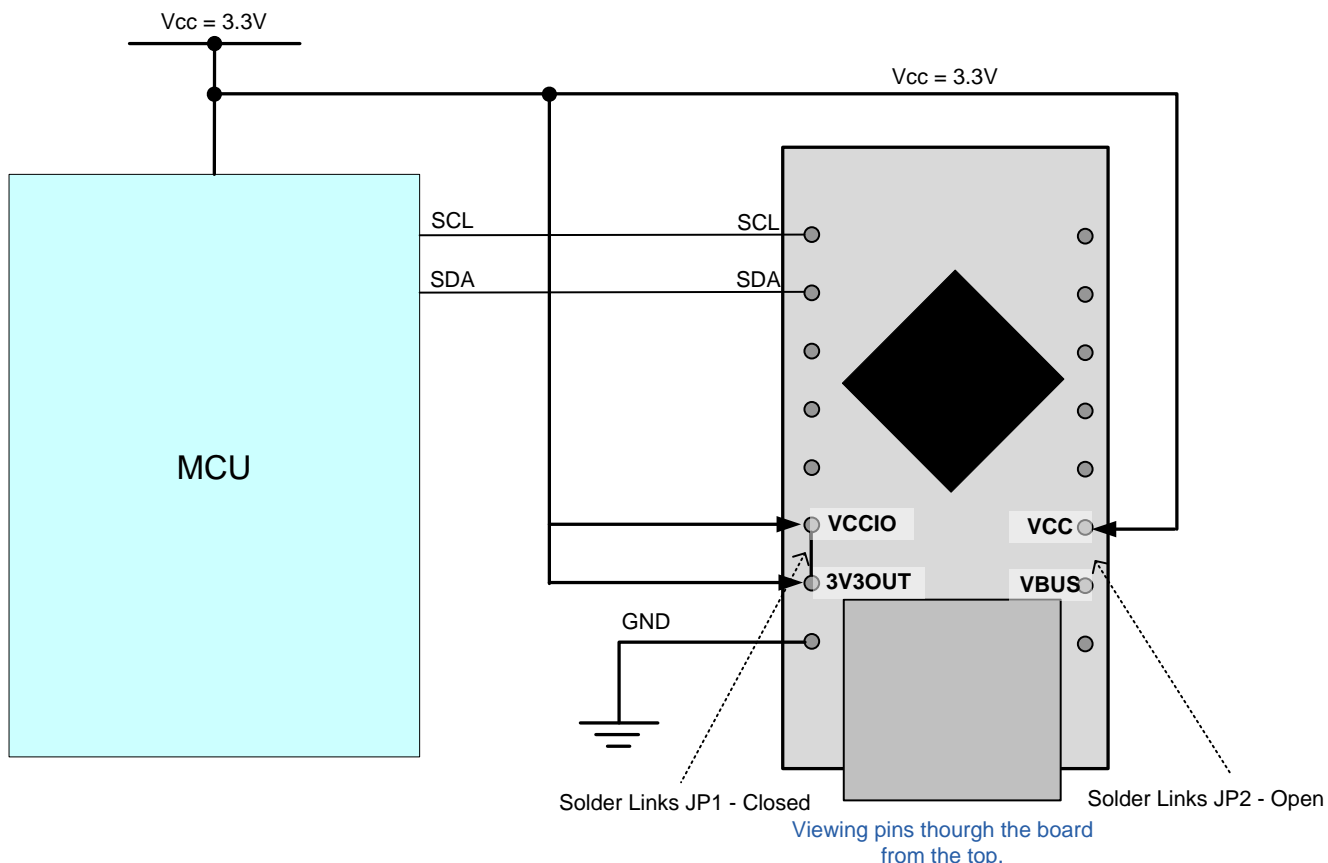 Vcc = 3.3V
Vcc = 3.3V
SCL
SCL
SDA
SDA
MCU
VCCIO
VCC
3V3OUT
VBUS
GND
Solder Links JP1 - Closed
Solder Links JP2 - Open
Viewing pins thourgh the board
from the top.